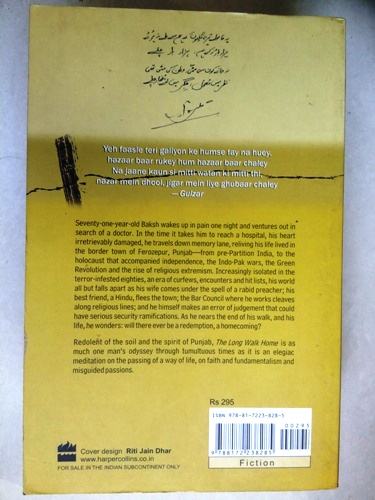 یہ فاصلے تیری گلیوں کے ہم سے طے نہ ہوئے
ہزار بار رکے ہم، ہزار بار چلے
نہ جانے کون سی مٹی وطن کی مٹی تھی
نظر میں دھول، جگر میں لئے غبار چلے
Yeh faasle teri galiyon ke humse tay na huey,
hazaar baar rukey hum hazaar baar chaley
Na jaane kaun si mitti watan ki mitti thi,
nazar mein dhool, jigar mein liye ghubaar chaley
— Gulzar
Seventy-one-year-old Baksh wakes up in pain one night and ventures out in
search of a doctor. In the time it takes him to reach a hospital, his heart
irretrievably damaged, he travels down memory lane, reliving his life lived in
the border town of Ferozepur, Punjab—from pre-Partition India, to the
holocaust that accompanied independence, the Indo-Pak wars, the Green
Revolution and the rise of religious extremism. Increasingly isolated in the
terror-infested eighties, an era of curfews, encounters and hit lists, his world
all but falls apart as his wife comes under the spell of a rabid preacher; his
best friend, a Hindu, flees the town; the Bar Council where he works cleaves
along religious lines; and he himself makes an error of judgement that could
have serious security ramifications. As he nears the end of his walk, and his
life, he wonders: will there ever be a redemption, a homecoming?
Redolent of the soil and the spirit of Punjab, The Long Walk Home is as
much one man's odyssey through tumultuous times as it is an elegiac
meditation on the passing of a way of life, on faith and fundamentalism and
misguided passions.
Rs 295
ISBN 978-81-7223-828-5
00295
9 788172 238285
Fiction
Cover design Riti Jain Dhar
www.harpercollins.co.in
FOR SALE IN THE INDIAN SUBCONTINENT ONLY